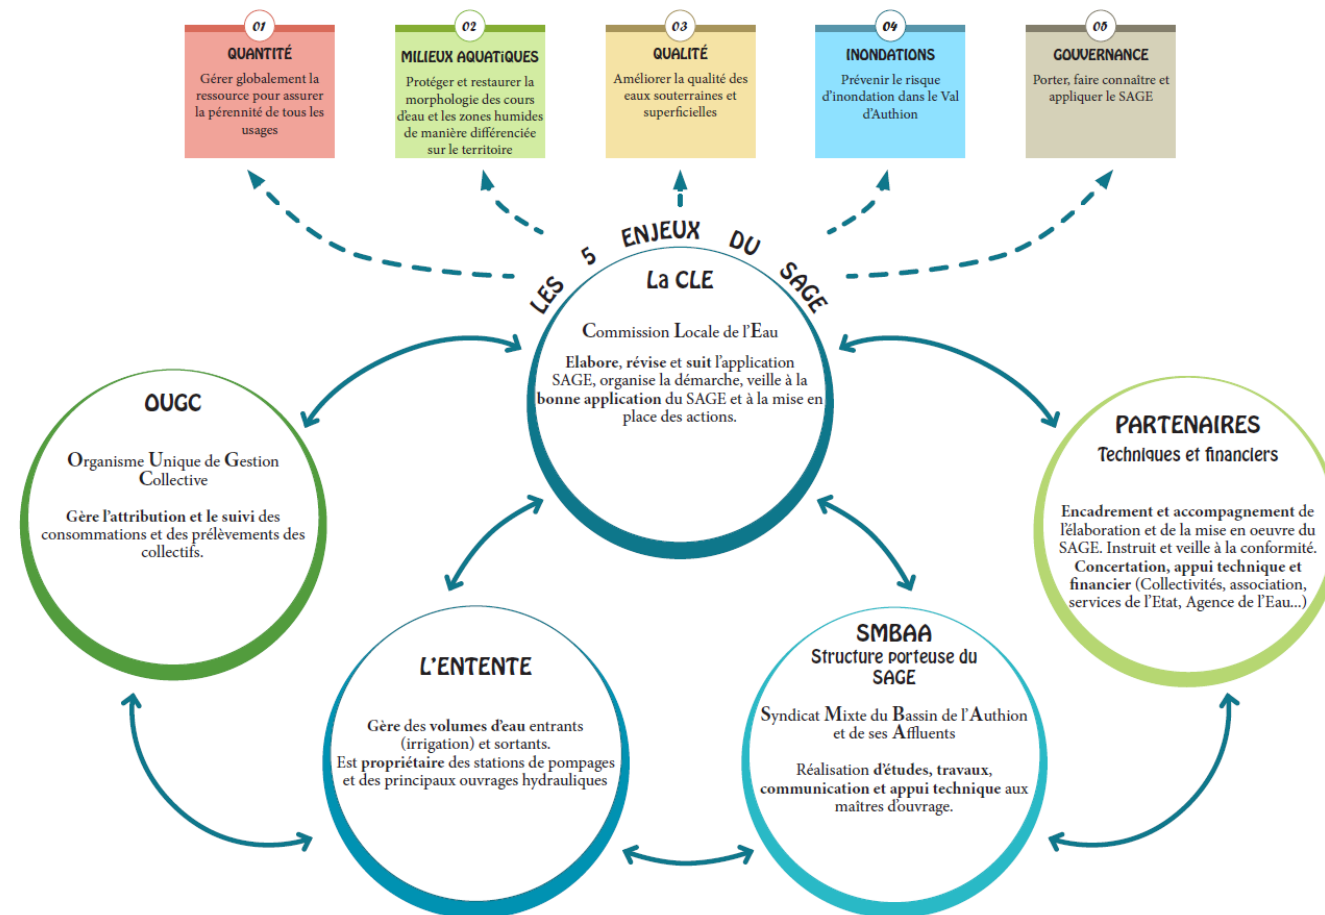 01
QUANTITÉ
Gérer globalement la
ressource pour assurer
la pérennité de tous les
usages
02
MILIEUX AQUATiQUES
Protéger et restaurer la
morphologie des cours
d'eau et les zones humides
de manière différenciée
sur le territoire
03
QUALITÉ
Améliorer la qualité des
eaux souterraines et
superficielles
04
INONDATIONS
Prévenir le risque
d'inondation dans le Val
d'Authion
05
GOUVERNANCE
Porter, faire connaître et
appliquer le SAGE
LES 5 ENJEUX DU SAGE
La CLE
Commission Locale de l'Eau
Elabore, révise et suit l'application
SAGE, organise la démarche, veille à la
bonne application du SAGE et à la mise en
place des actions.
OUGC
Organisme Unique de Gestion
Collective
Gère l'attribution et le suivi des
consommations et des prélèvements des
collectifs.
PARTENAIRES
Techniques et financiers
Encadrement et accompagnement de
l'élaboration et de la mise en oeuvre du
SAGE. Instruit et veille à la conformité.
Concertation, appui technique et
financier (Collectivités, association,
services de l'Etat, Agence de l'Eau...)
L'ENTENTE
Gère des volumes d'eau entrants
(irrigation) et sortants.
Est propriétaire des stations de pompages
et des principaux ouvrages hydrauliques
SMBAA
Structure porteuse du
SAGE
Syndicat Mixte du Bassin de l'Authion
et de ses Affluents
Réalisation d'études, travaux,
communication et appui technique aux
maîtres d'ouvrage.